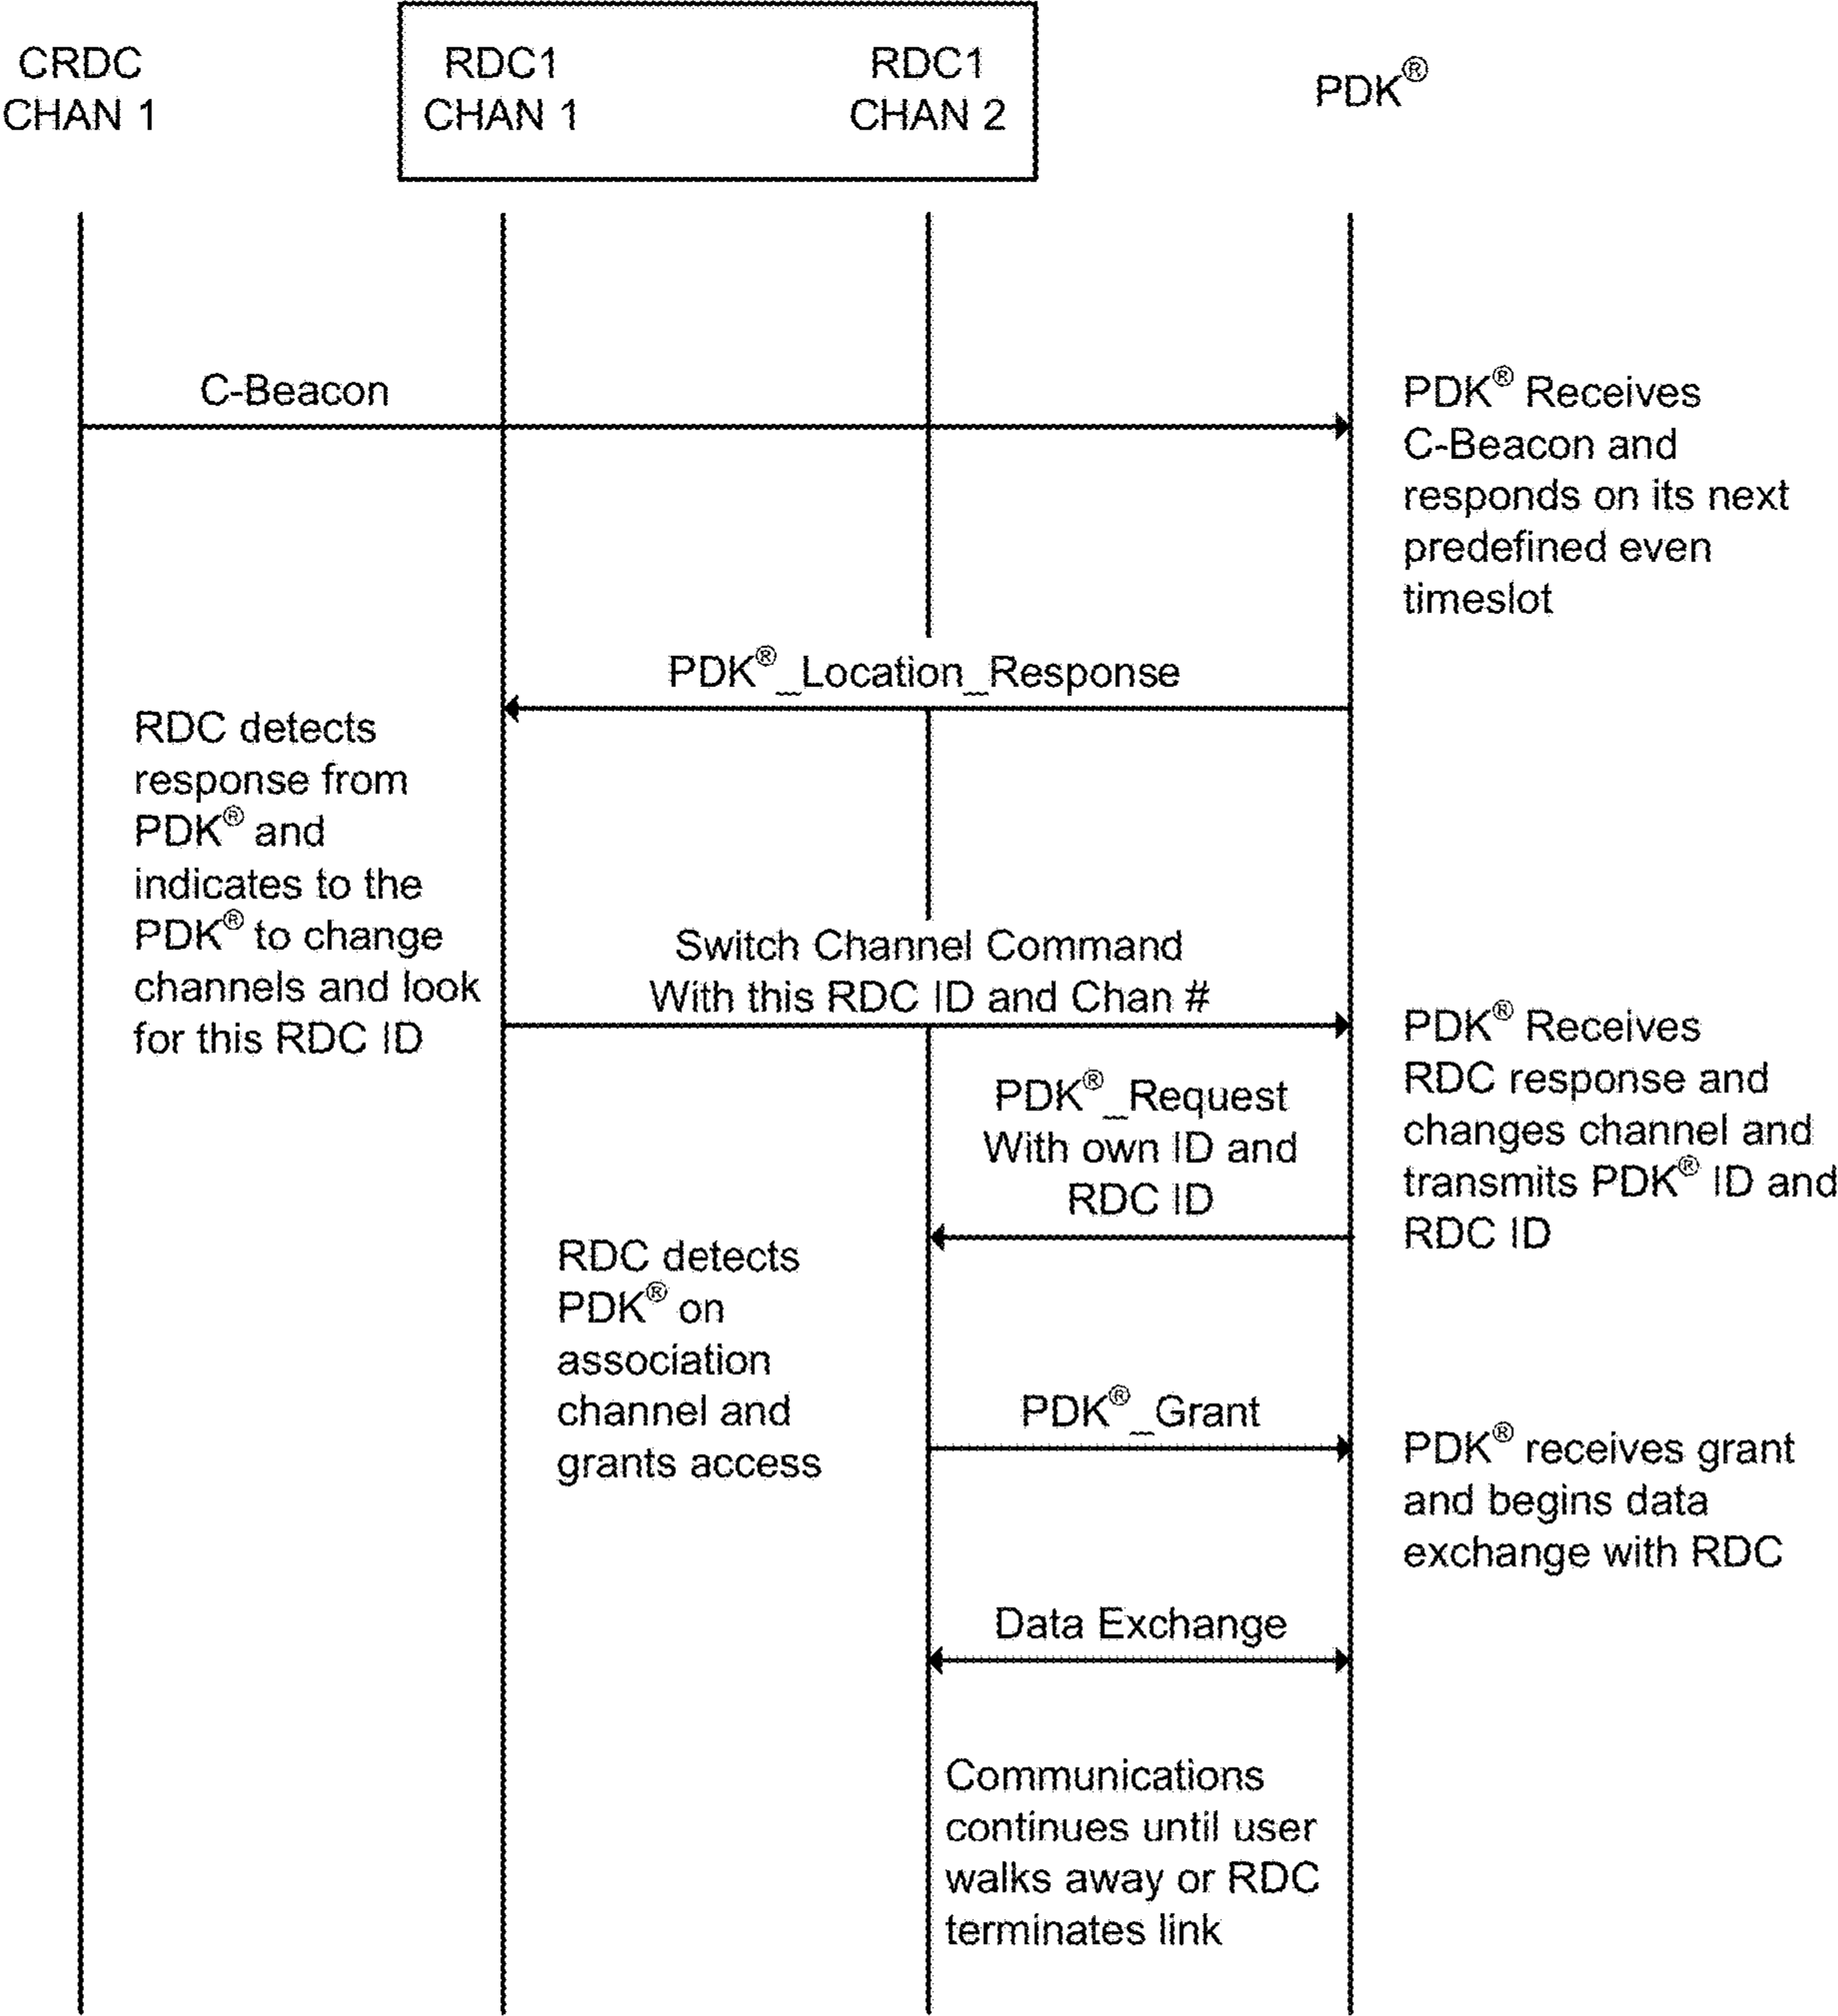 CRDC
CHAN 1
RDC1
CHAN 1
RDC1
CHAN 2
PDK®
C-Beacon
PDK® Receives
C-Beacon and
responds on its next
predefined even
timeslot
PDK®_Location_Response
RDC detects
response from
PDK® and
indicates to the
PDK® to change
channels and look
for this RDC ID
Switch Channel Command
With this RDC ID and Chan #
PDK® Receives
RDC response and
changes channel and
transmits PDK® ID and
RDC ID
PDK®_Request
With own ID and
RDC ID
RDC detects
PDK® on
association
channel and
grants access
PDK®_Grant
PDK® receives grant
and begins data
exchange with RDC
Data Exchange
Communications
continues until user
walks away or RDC
terminates link